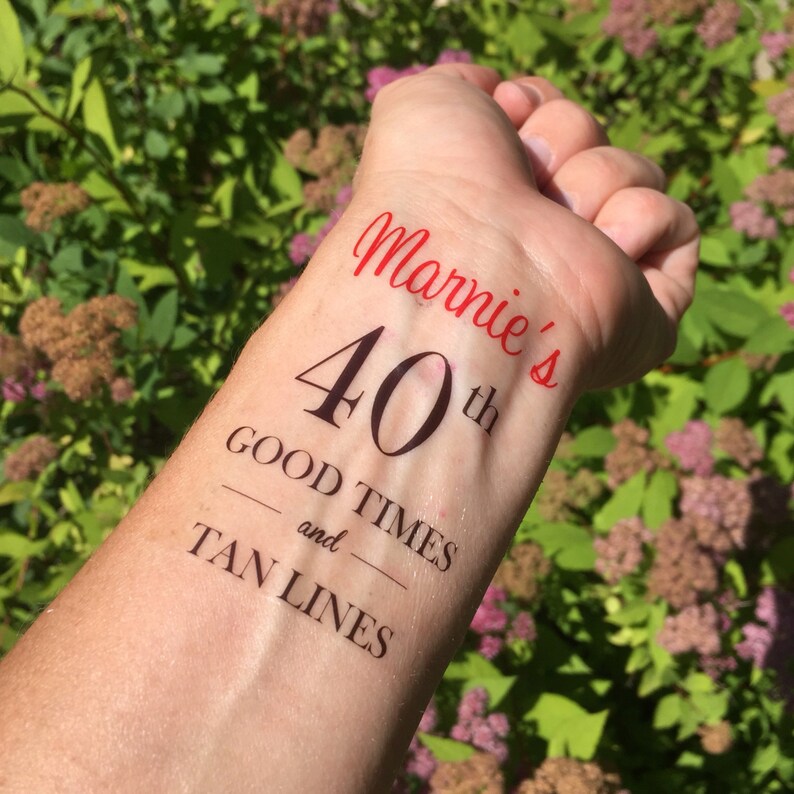 Marnie's
40th
GOOD TIMES
and
TAN LINES